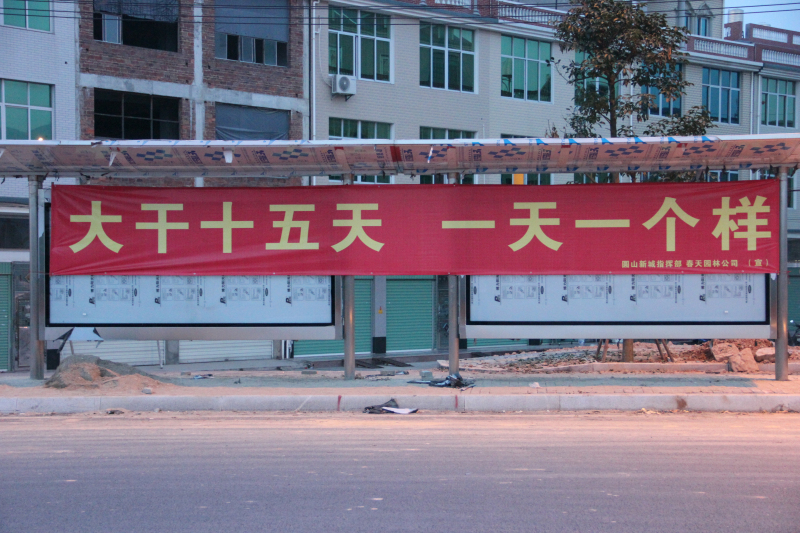 大干十五天 一天一个样
圆山新城指挥部 春天园林公司 （宣）